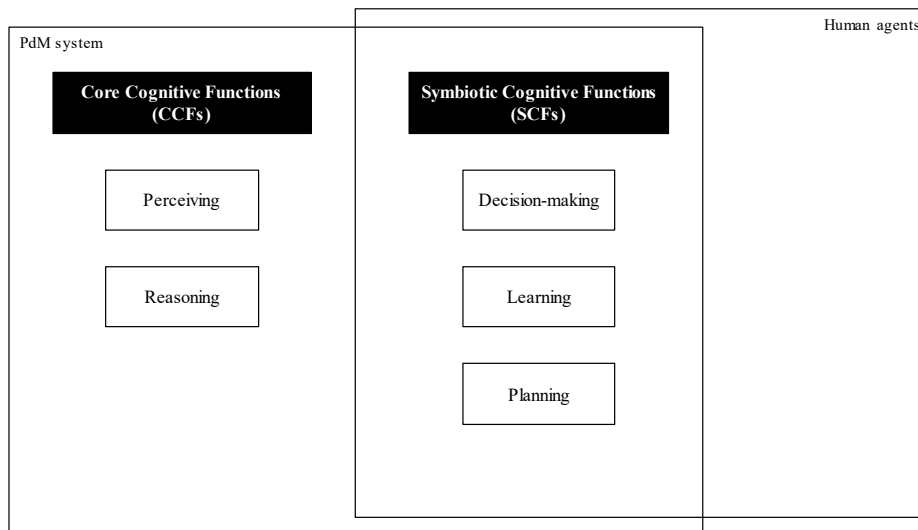 Human agents
PdM system
Core Cognitive Functions
(CCFs)
Symbiotic Cognitive Functions
(SCFs)
Perceiving
Decision-making
Reasoning
Learning
Planning